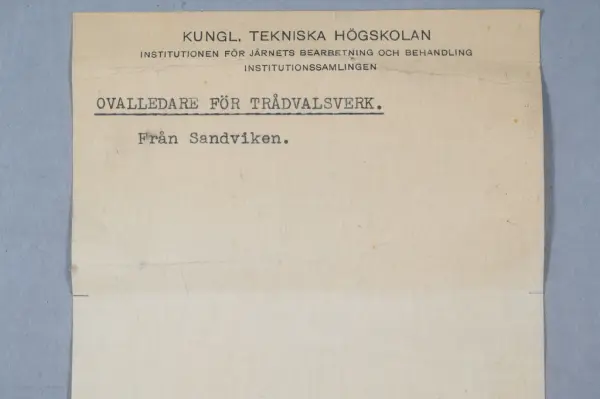 KUNGL. TEKNISKA HÖGSKOLAN
INSTITUTIONEN FÖR JÄRNETS BEARBETNING OCH BEHANDLING
INSTITUTIONSSAMLINGEN
OVALLEDARE FÖR TRÅDVALSVERK.
Från Sandviken.